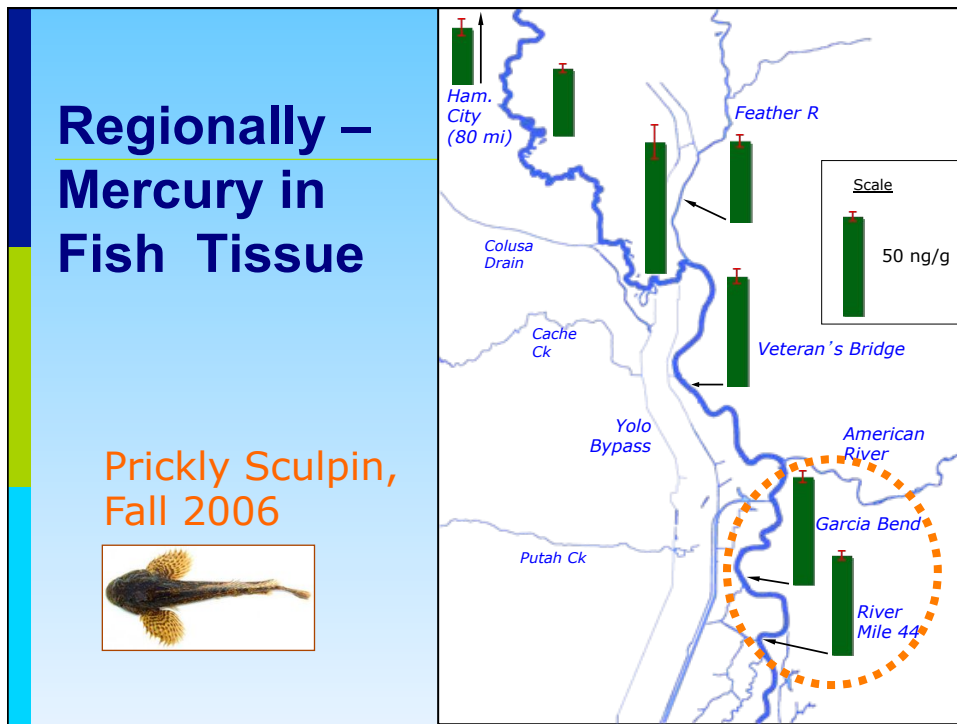 Regionally –
Mercury in
Fish  Tissue
Prickly Sculpin,
Fall 2006
Ham.
City
(80 mi)
Feather R
Scale
50 ng/g
Colusa
Drain
Cache
Ck
Veteran’s Bridge
Yolo
Bypass
American
River
Garcia Bend
Putah Ck
River
Mile 44